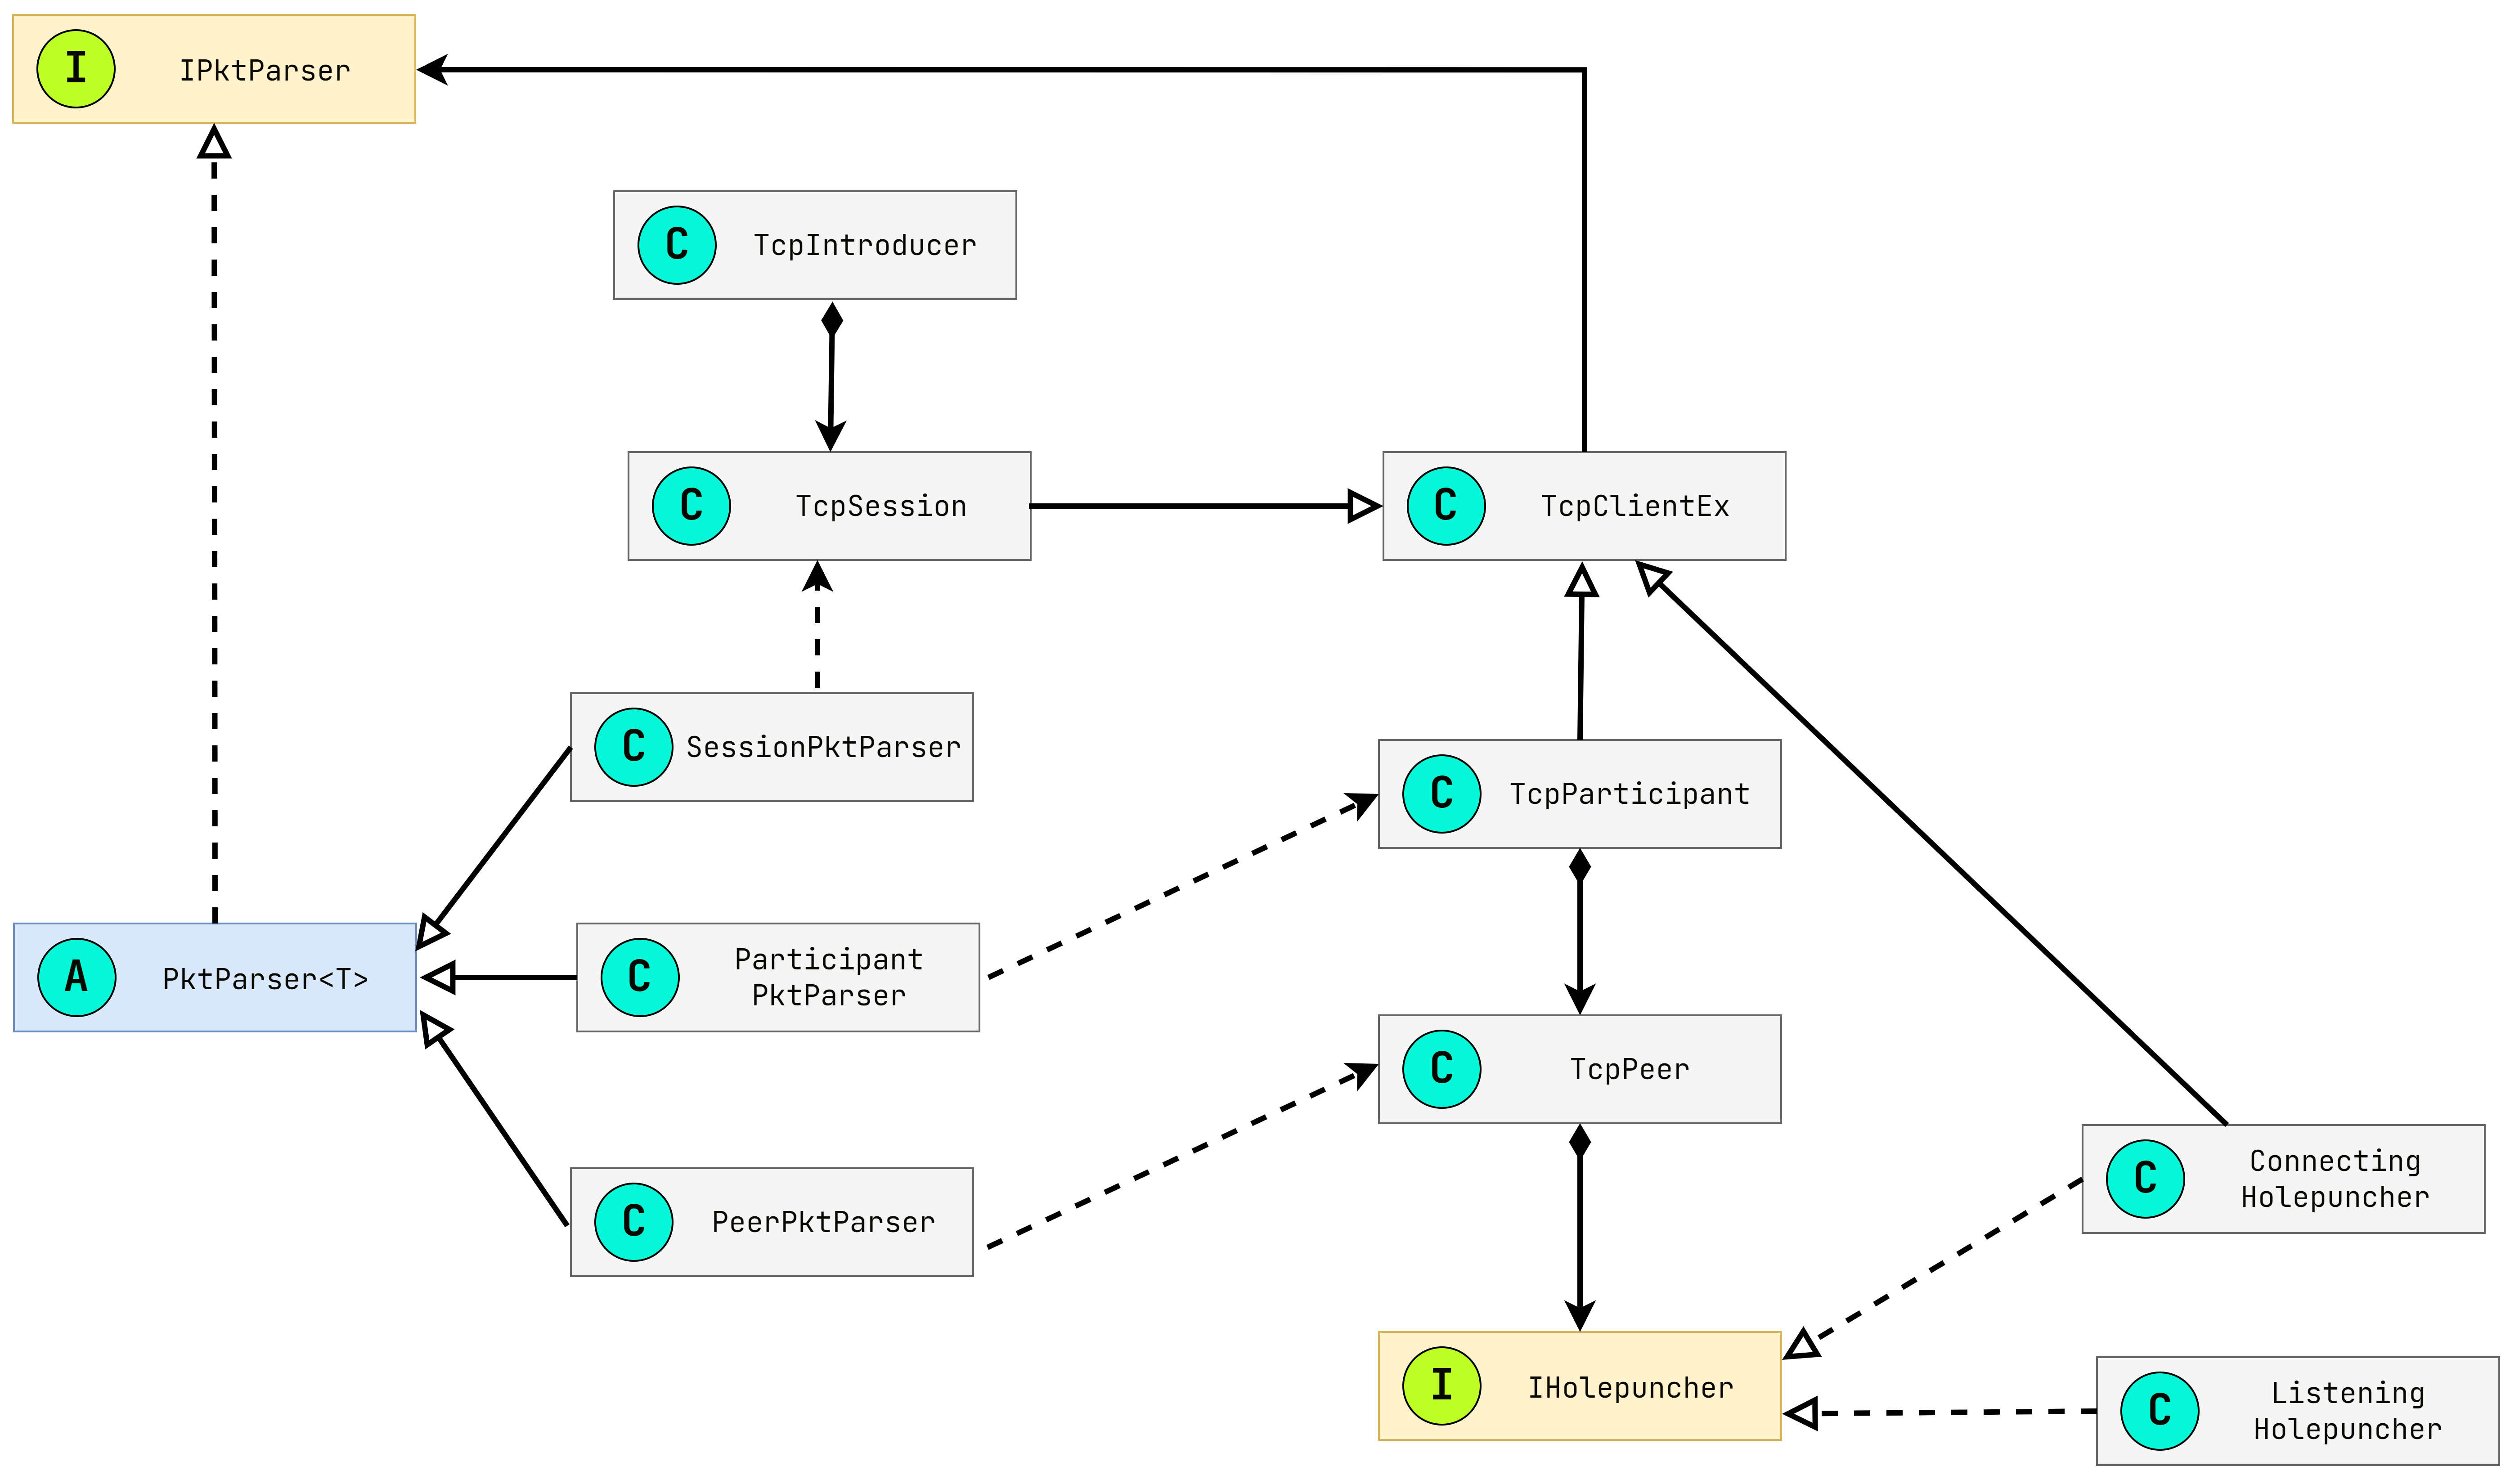 I IPktParser
C TcpIntroducer
C TcpSession
C TcpClientEx
C SessionPktParser
C TcpParticipant
A PktParser<T>
C Participant
PktParser
C TcpPeer
C PeerPktParser
C Connecting
Holepuncher
I IHolepuncher
C Listening
Holepuncher